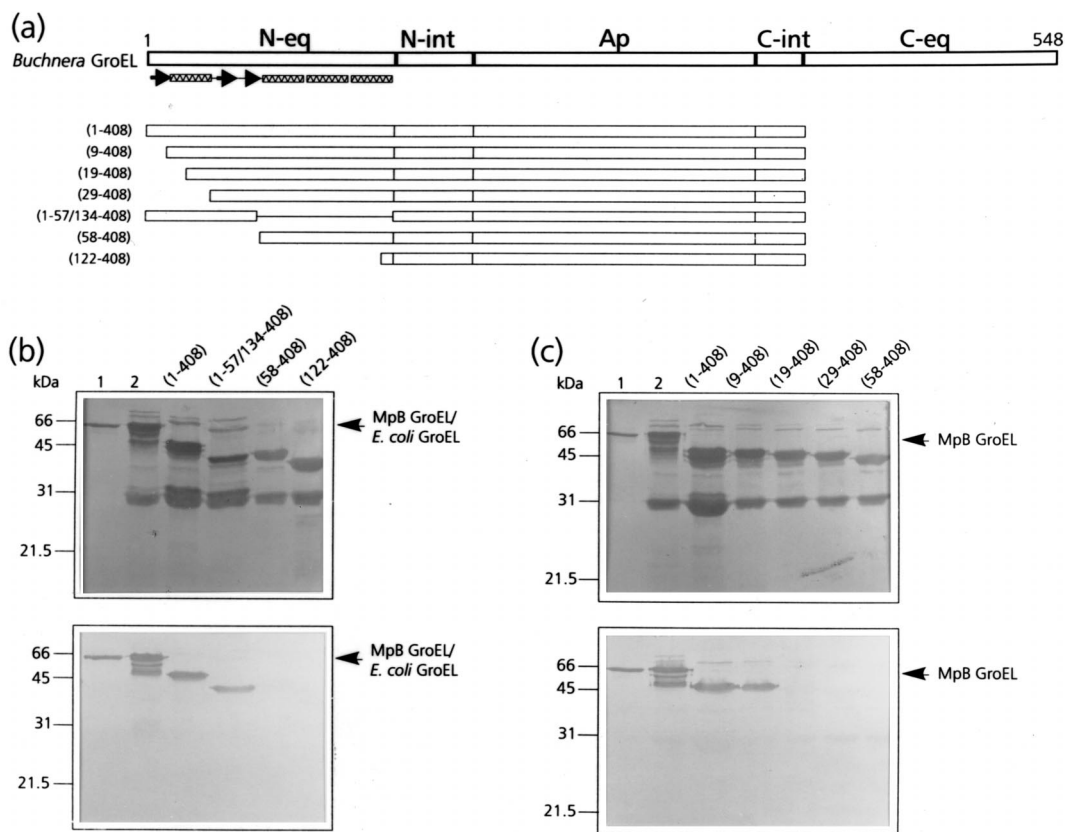 (a)
1 N-eq N-int Ap C-int C-eq 548
Buchnera GroEL
(1-408)
(9-408)
(19-408)
(29-408)
(1-57/134-408)
(58-408)
(122-408)
(b)
kDa 1 2 (1-408) (1-57/134-408) (58-408) (122-408)
66
45
31
21.5
MpB GroEL/
E. coli GroEL
66
45
31
21.5
MpB GroEL/
E. coli GroEL
(c)
kDa 1 2 (1-408) (9-408) (19-408) (29-408) (58-408)
66
45
31
21.5
MpB GroEL
66
45
31
21.5
MpB GroEL